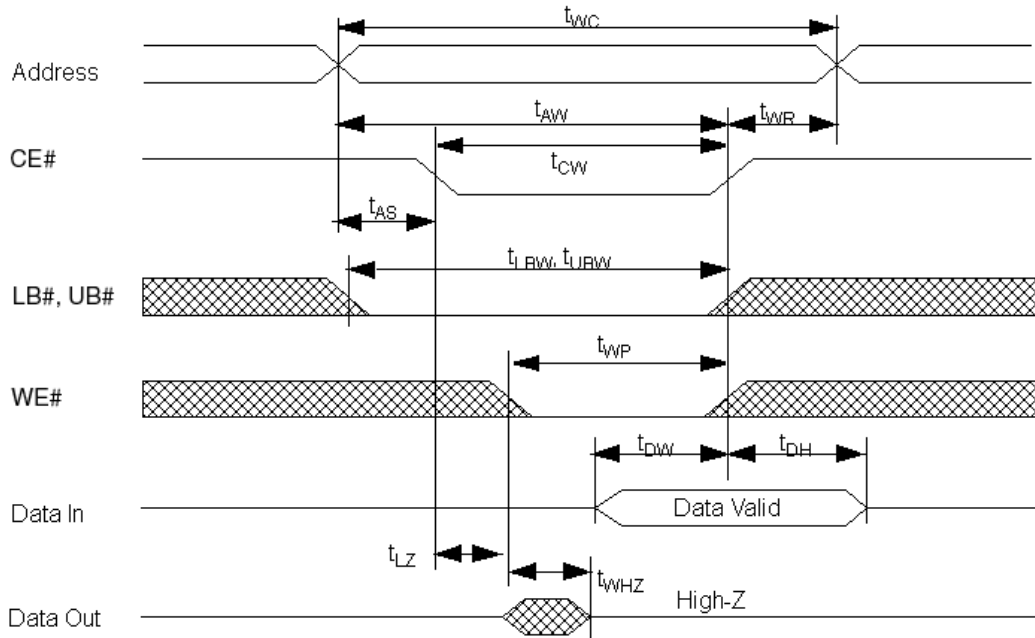 tWC
Address
tAW
tWR
CE#
tCW
tAS
tLBW, tUBW
LB#, UB#
tWP
WE#
tDW
tDH
Data In
Data Valid
tLZ
tWHZ
Data Out
High-Z